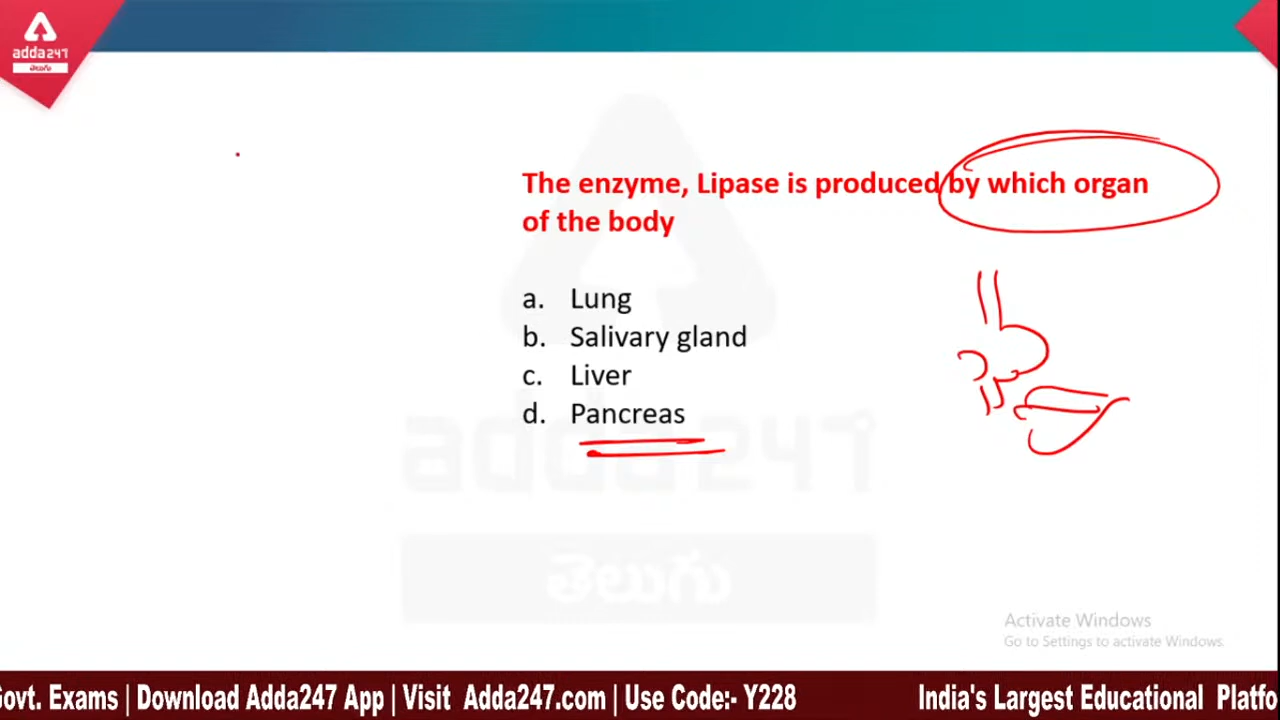 adda247
తెలుగు
The enzyme, Lipase is produced by which organ
of the body
a. Lung
b. Salivary gland
c. Liver
d. Pancreas
adda247
తెలుగు
Activate Windows
Go to Settings to activate Windows.
Govt. Exams | Download Adda247 App | Visit Adda247.com | Use Code:- Y228 India's Largest Educational Platfo